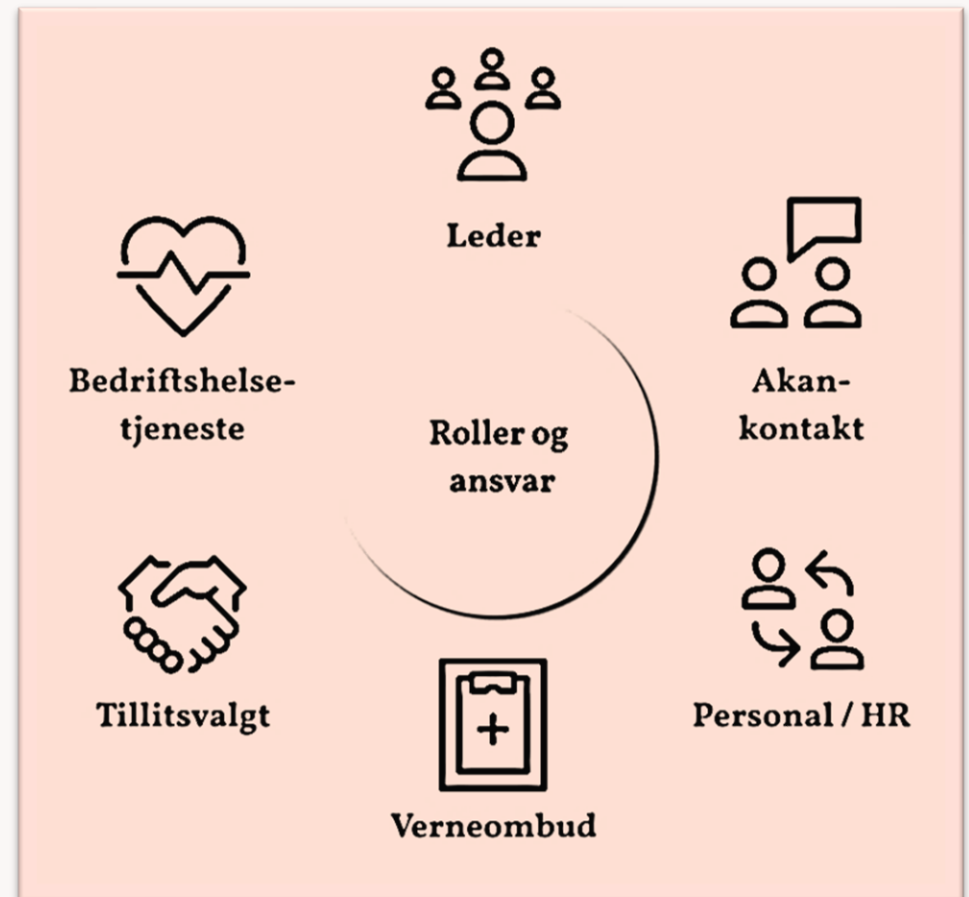 Leder
Bedriftshelse-
tjeneste
Akan-
kontakt
Roller og
ansvar
Tillitsvalgt
Personal / HR
Verneombud